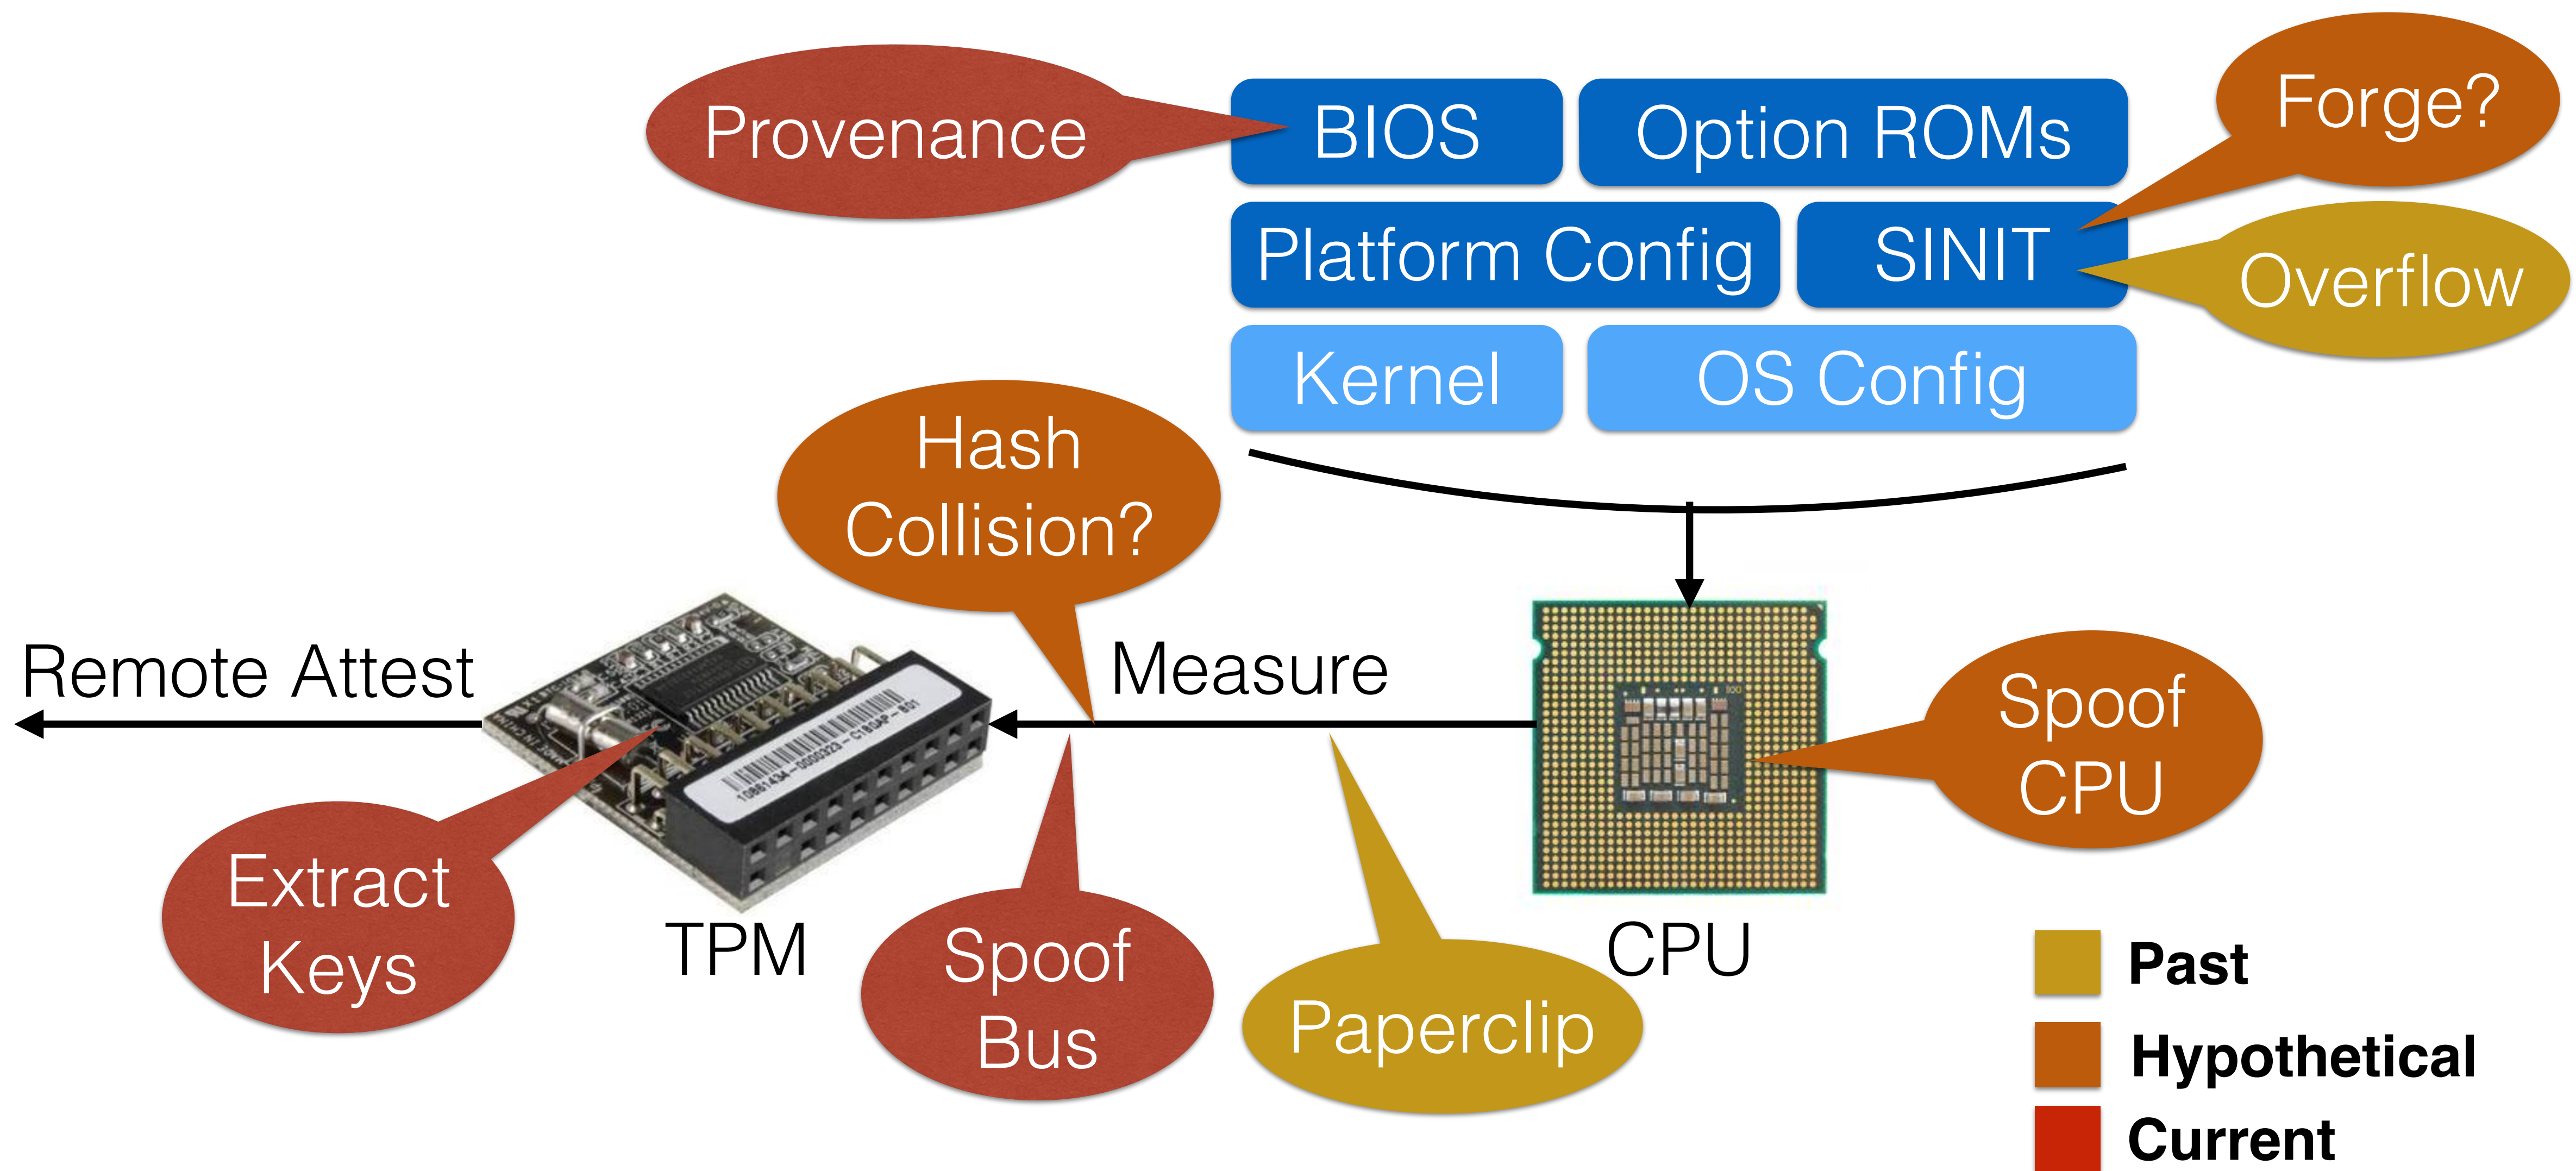 Provenance
BIOS
Option ROMs
Forge?
Platform Config
SINIT
Overflow
Kernel
OS Config
Hash
Collision?
Remote Attest
Measure
Spoof
CPU
Extract
Keys
TPM
Spoof
Bus
Paperclip
CPU
Past
Hypothetical
Current